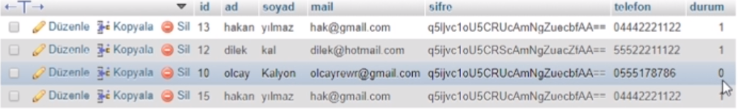 ←T→ ▼ id ad soyad mail sifre telefon durum
Düzenle Kopyala Sil 13 hakan yılmaz hak@gmail.com q5ijvc1oU5CRUcAmNgZuecbfAA== 04442221122 1
Düzenle Kopyala Sil 12 dilek kal dilek@hotmail.com q5ijvc1oU5CRScAmNgZuacZfAA== 55522221122 1
Düzenle Kopyala Sil 10 olcay Kalyon olcayrewr@gmail.com q5ijvc1oU5CRUcAmNgZuecbfAA== 0555178786 0
Düzenle Kopyala Sil 15 hakan yılmaz hak@gmail.com q5ijvc1oU5CRUcAmNgZuecbfAA== 04442221122 1